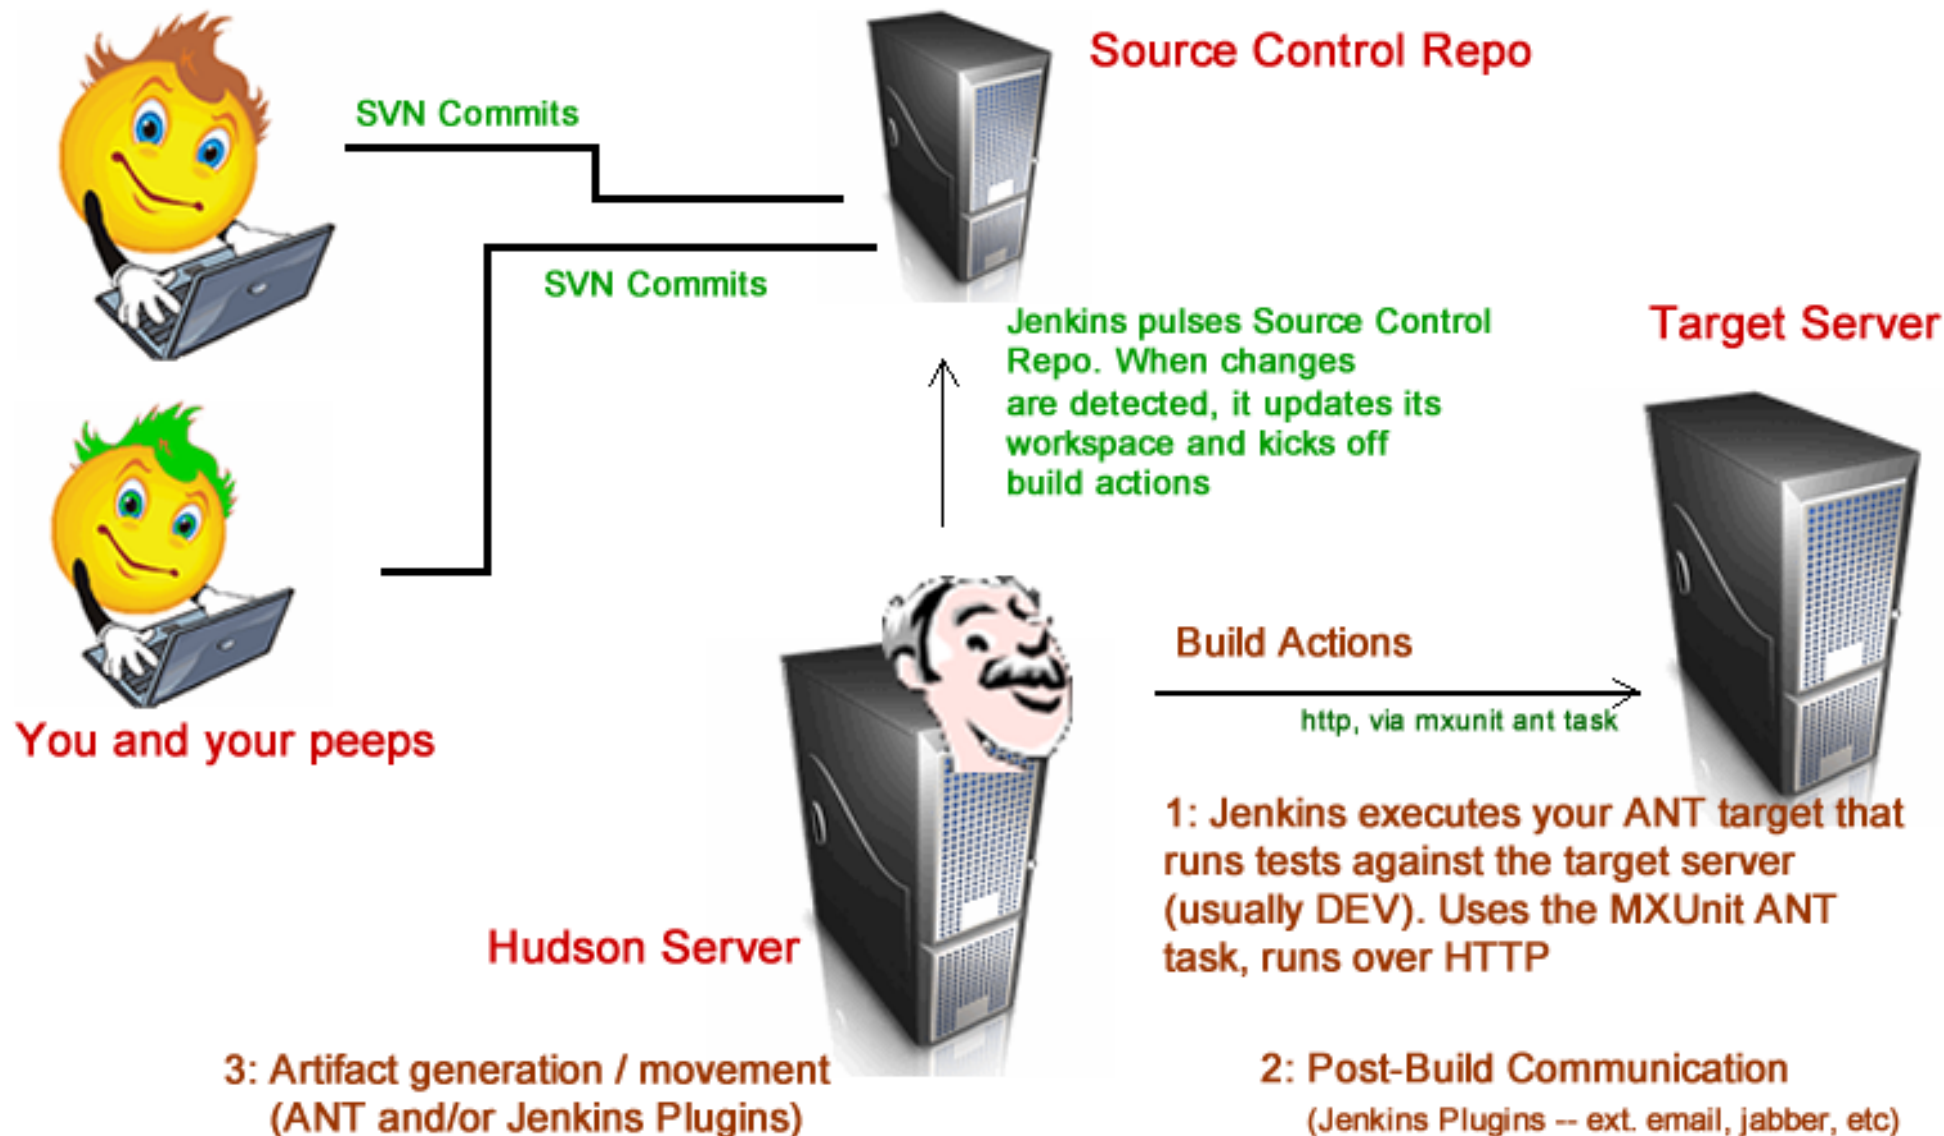 Source Control Repo
SVN Commits
SVN Commits
Jenkins pulses Source Control
Repo. When changes
are detected, it updates its
workspace and kicks off
build actions
Target Server
You and your peeps
Build Actions
http, via mxunit ant task
Hudson Server
1: Jenkins executes your ANT target that
runs tests against the target server
(usually DEV). Uses the MXUnit ANT
task, runs over HTTP
2: Post-Build Communication
(Jenkins Plugins -- ext. email, jabber, etc)
3: Artifact generation / movement
(ANT and/or Jenkins Plugins)